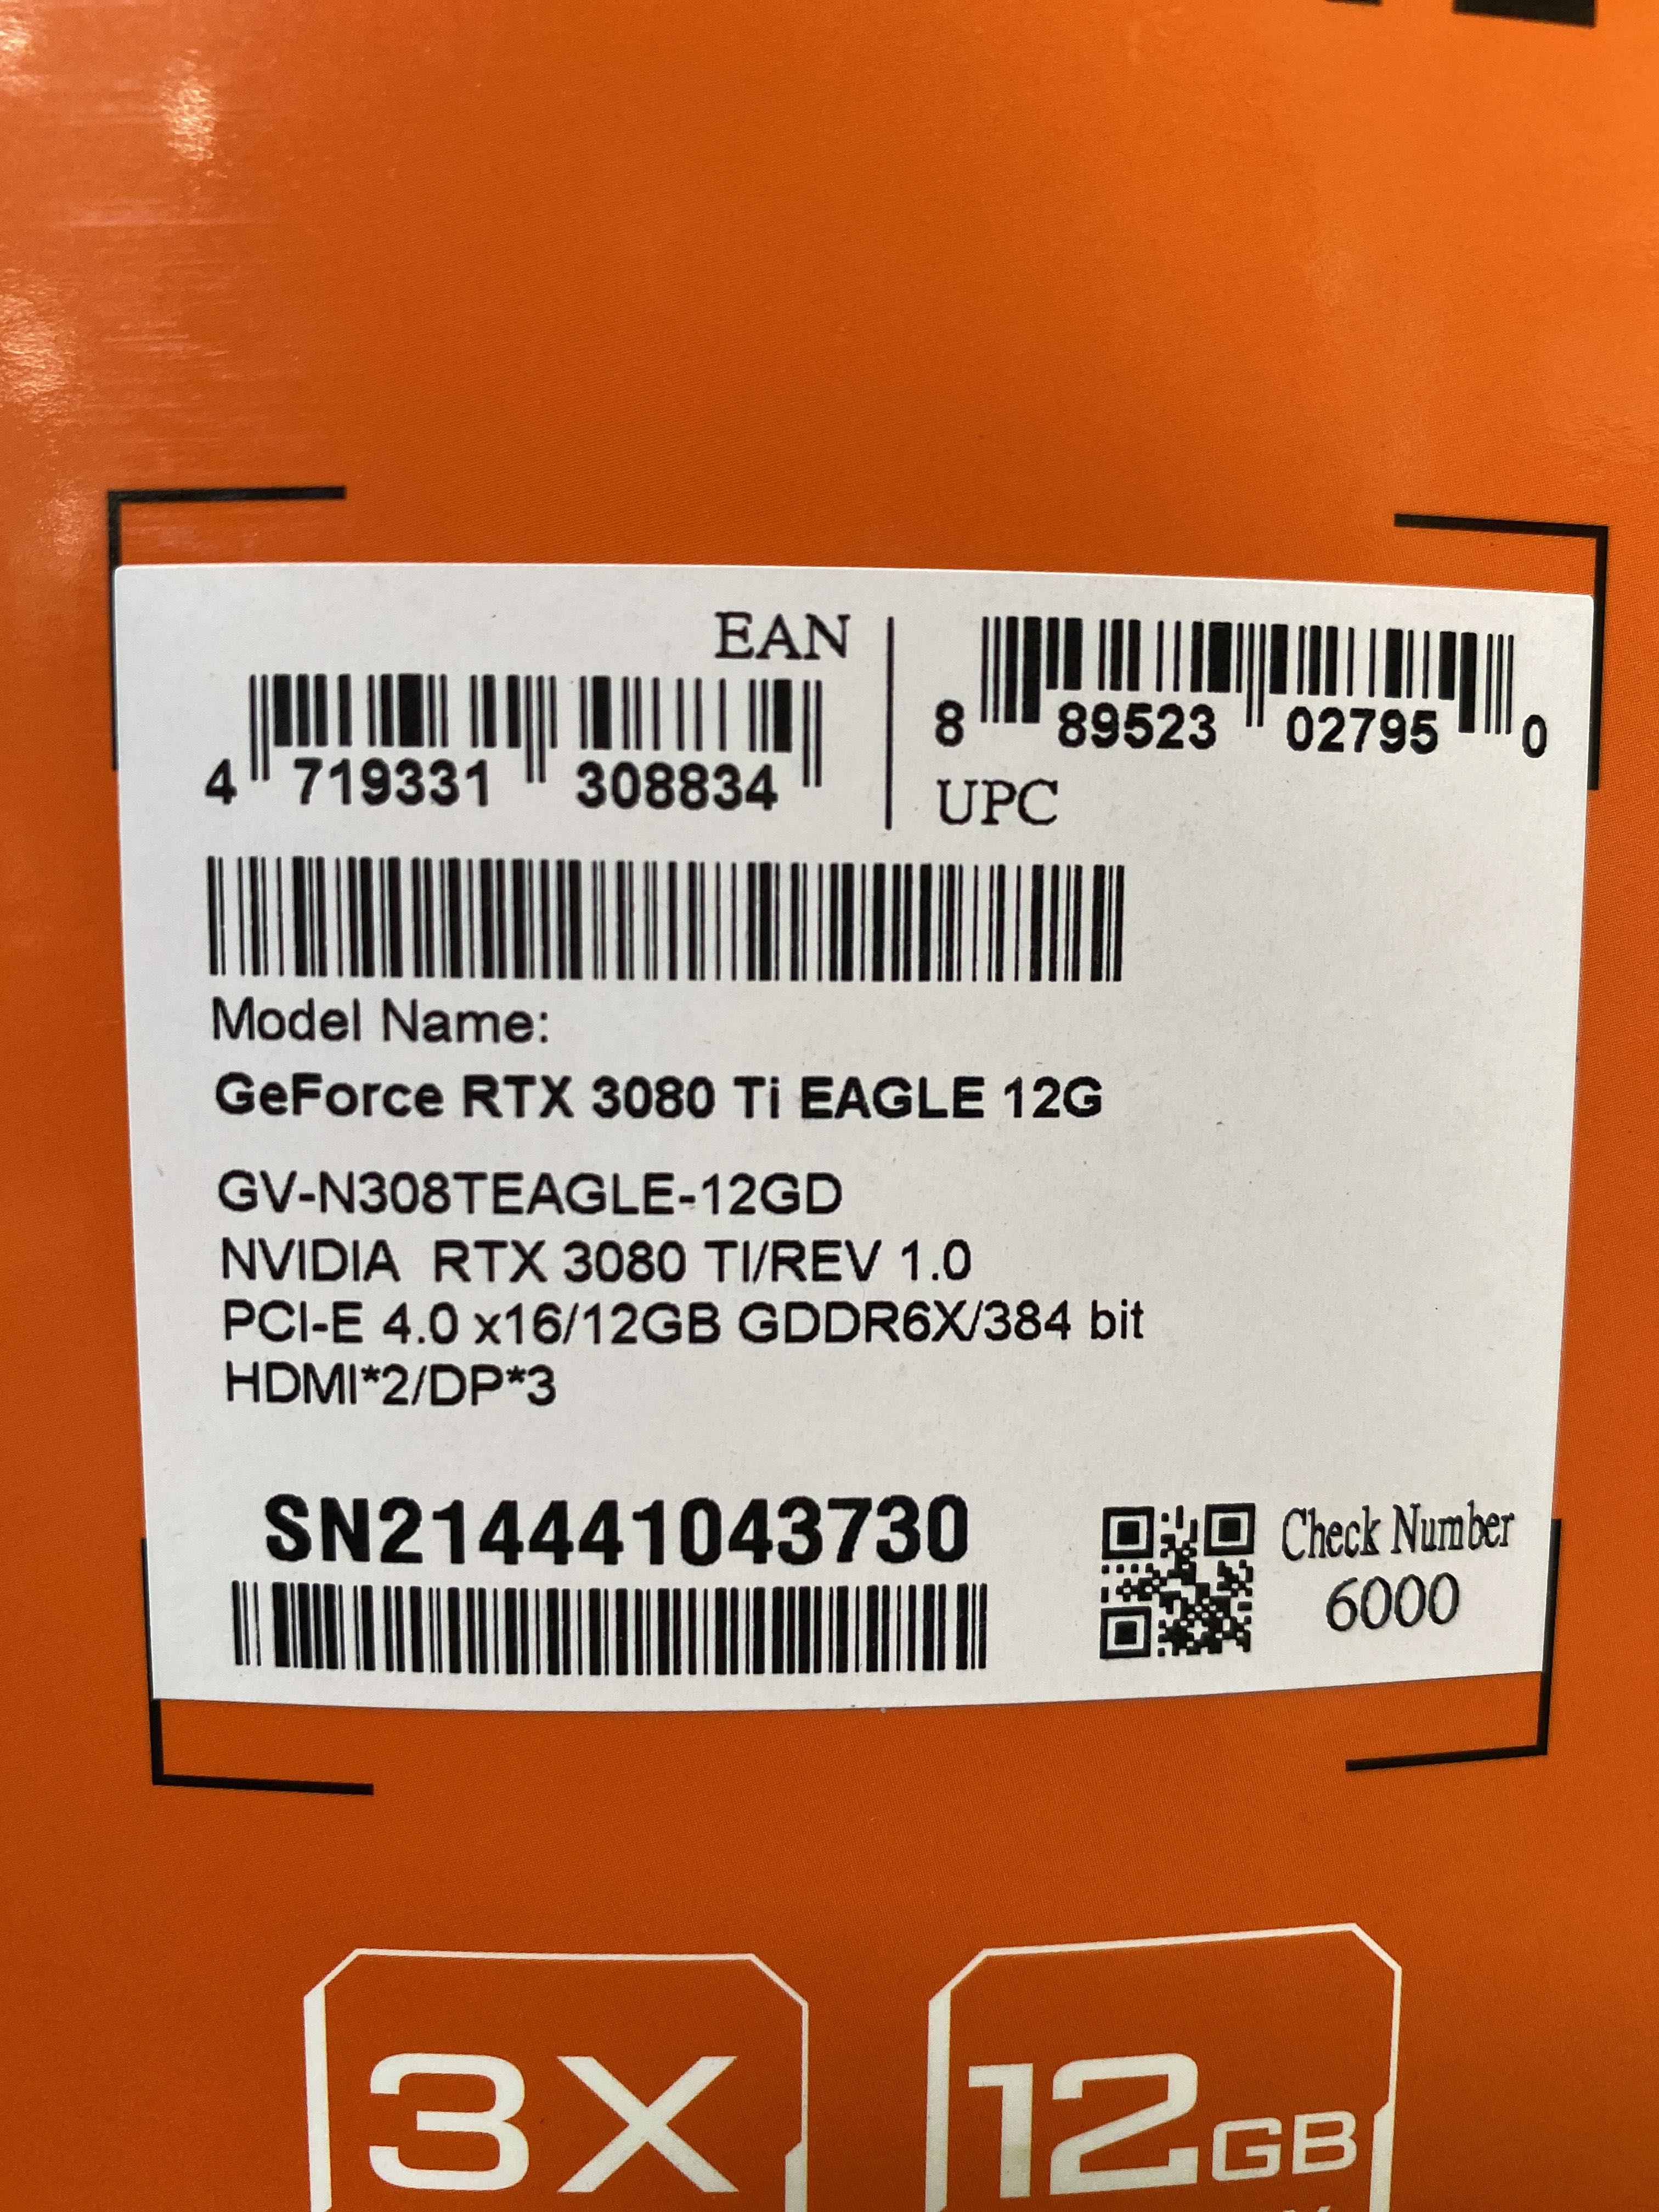 EAN
4 719331 308834
8 89523 02795 0
UPC
Model Name:
GeForce RTX 3080 Ti EAGLE 12G
GV-N308TEAGLE-12GD
NVIDIA RTX 3080 TI/REV 1.0
PCI-E 4.0 x16/12GB GDDR6X/384 bit
HDMI*2/DP*3
SN214441043730
Check Number
6000
3X
12GB